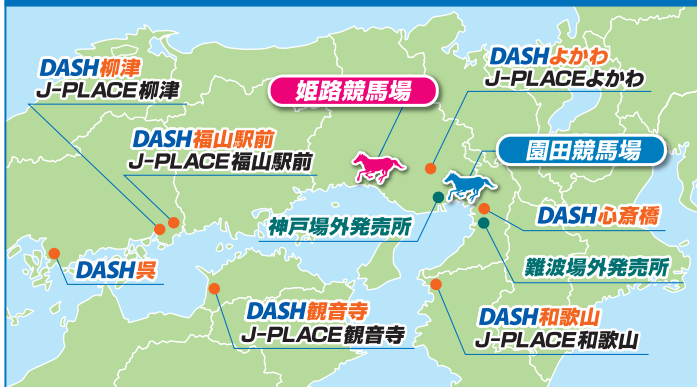 DASH柳津
J-PLACE柳津
姫路競馬場
DASHよかわ
J-PLACEよかわ
DASH福山駅前
J-PLACE福山駅前
園田競馬場
神戸場外発売所
DASH心斎橋
DASH呉
難波場外発売所
DASH観音寺
J-PLACE観音寺
DASH和歌山
J-PLACE和歌山